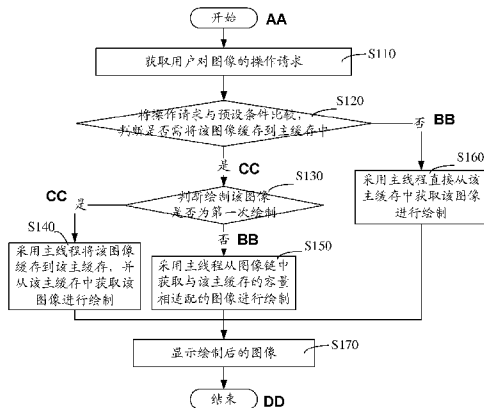 开始 AA
获取用户对图像的操作请求 S110
将操作请求与预设条件比较,
判断是否需将该图像缓存到主缓存中 S120
否 BB
是 CC
S160
采用主线程直接从该
主缓存中获取该图像
进行绘制
判断绘制该图像
是否为第一次绘制 S130
CC 是
否 BB
S140
采用主线程将该图像
缓存到该主缓存，并
从该主缓存中获取该
图像进行绘制
S150
采用主线程从图像链中
获取与该主缓存的容量
相适配的图像进行绘制
显示绘制后的图像 S170
结束 DD